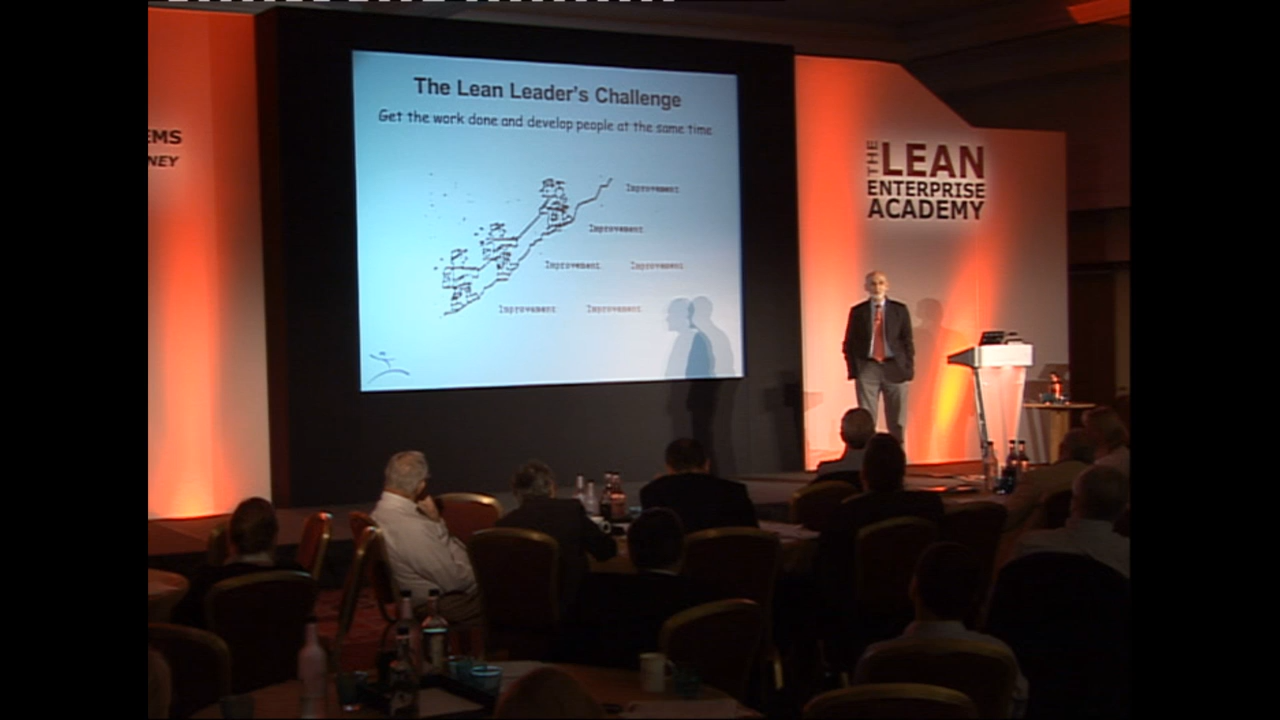 EMS
NEY
The Lean Leader's Challenge
Get the work done and develop people at the same time
Improvement
Improvement
Improvement Improvement
Improvement Improvement
THE LEAN
ENTERPRISE
ACADEMY